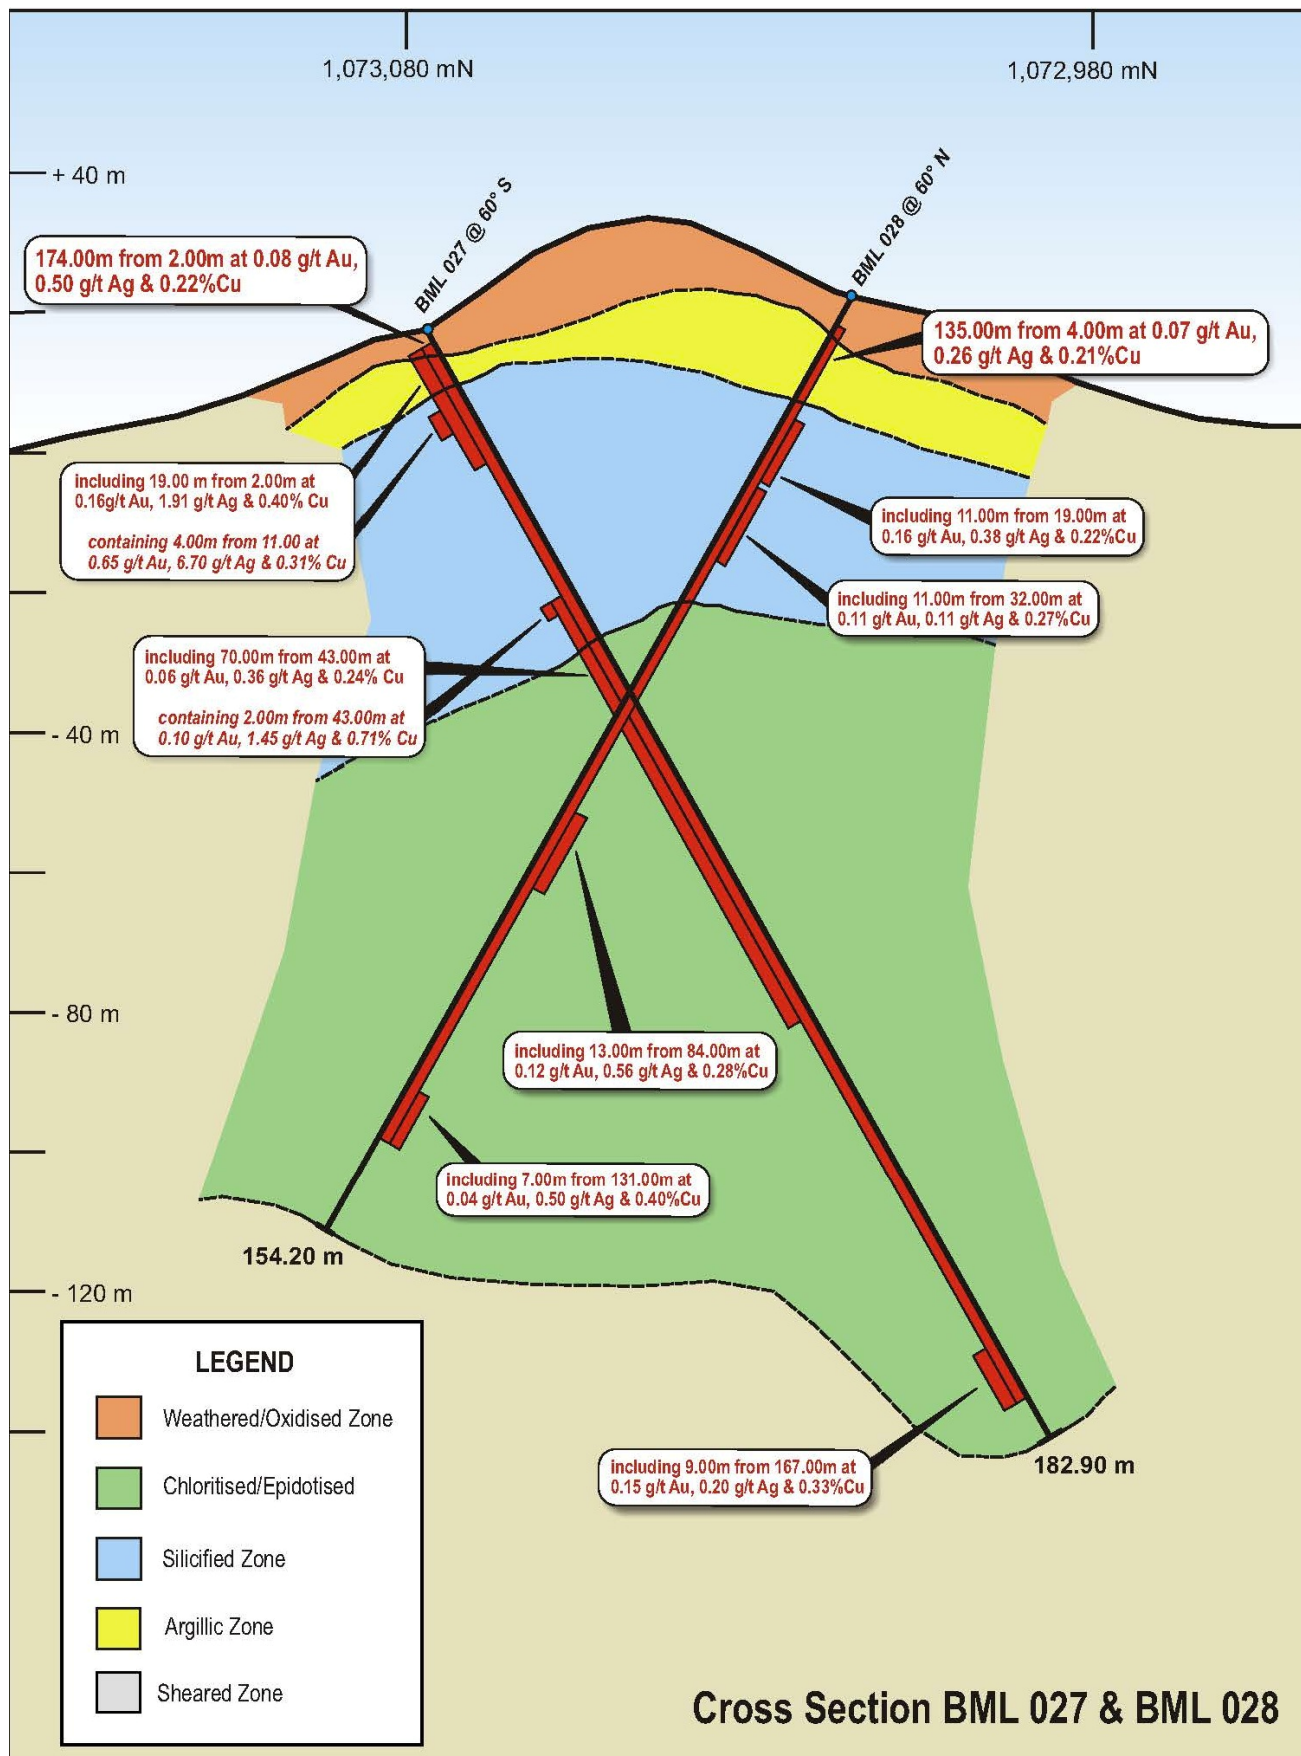 1,073,080 mN
1,072,980 mN
+ 40 m
BML 027 @ 60° S
BML 028 @ 60° N
174.00m from 2.00m at 0.08 g/t Au,
0.50 g/t Ag & 0.22%Cu
135.00m from 4.00m at 0.07 g/t Au,
0.26 g/t Ag & 0.21%Cu
including 19.00 m from 2.00m at
0.16g/t Au, 1.91 g/t Ag & 0.40% Cu
containing 4.00m from 11.00 at
0.65 g/t Au, 6.70 g/t Ag & 0.31% Cu
including 11.00m from 19.00m at
0.16 g/t Au, 0.38 g/t Ag & 0.22%Cu
including 11.00m from 32.00m at
0.11 g/t Au, 0.11 g/t Ag & 0.27%Cu
including 70.00m from 43.00m at
0.06 g/t Au, 0.36 g/t Ag & 0.24% Cu
containing 2.00m from 43.00m at
0.10 g/t Au, 1.45 g/t Ag & 0.71% Cu
- 40 m
- 80 m
including 13.00m from 84.00m at
0.12 g/t Au, 0.56 g/t Ag & 0.28%Cu
including 7.00m from 131.00m at
0.04 g/t Au, 0.50 g/t Ag & 0.40%Cu
154.20 m
- 120 m
including 9.00m from 167.00m at
0.15 g/t Au, 0.20 g/t Ag & 0.33%Cu
182.90 m
LEGEND
Weathered/Oxidised Zone
Chloritised/Epidotised
Silicified Zone
Argillic Zone
Sheared Zone
Cross Section BML 027 & BML 028